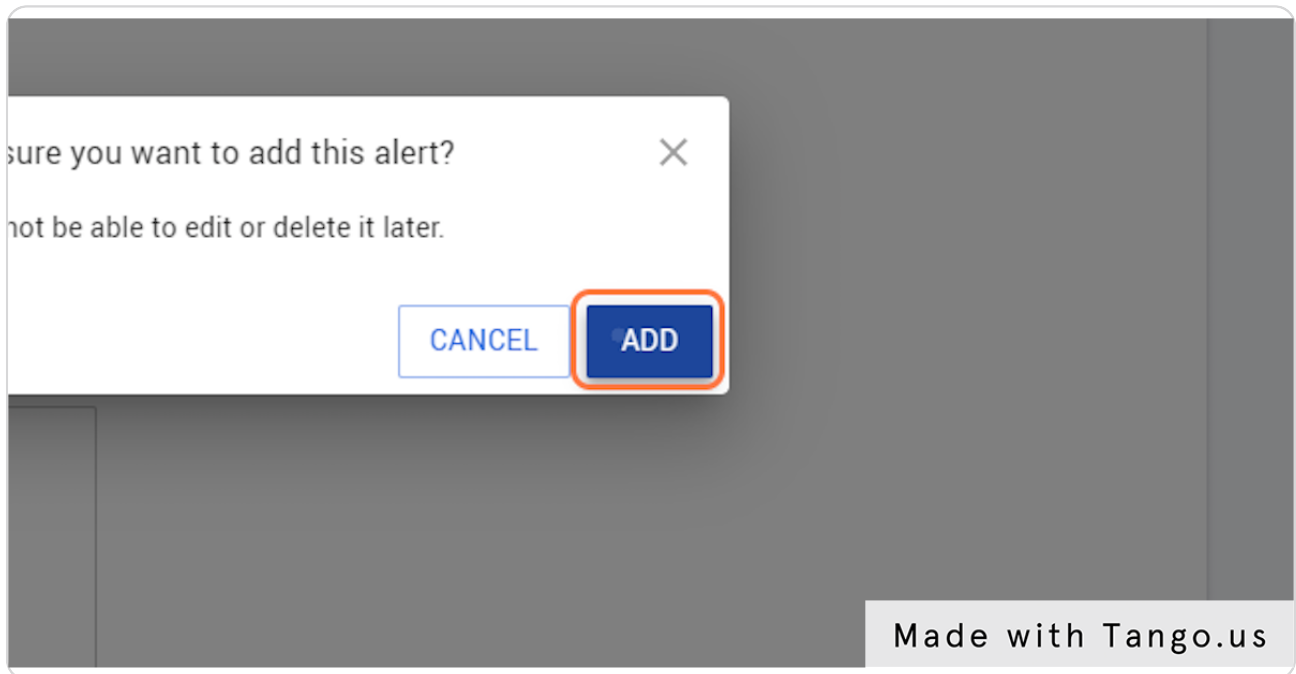 sure you want to add this alert?
not be able to edit or delete it later.
CANCEL
ADD
Made with Tango.us